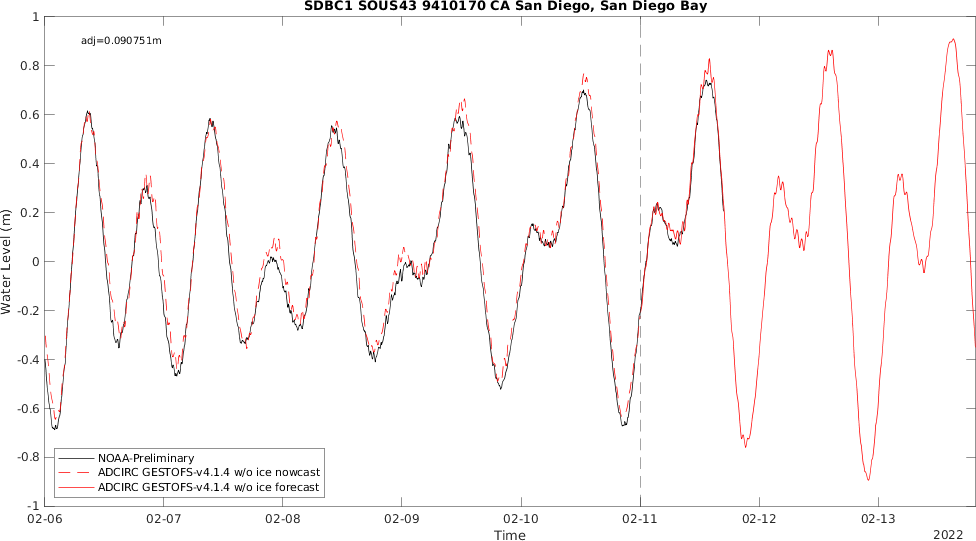 SDBC1 SOUS43 9410170 CA San Diego, San Diego Bay
adj=0.090751m
1
0.8
0.6
0.4
0.2
0
-0.2
-0.4
-0.6
-0.8
-1
Water Level (m)
NOAA-Preliminary
ADCIRC GESTOFS-v4.1.4 w/o ice nowcast
ADCIRC GESTOFS-v4.1.4 w/o ice forecast
02-06 02-07 02-08 02-09 02-10 02-11 02-12 02-13
Time
2022